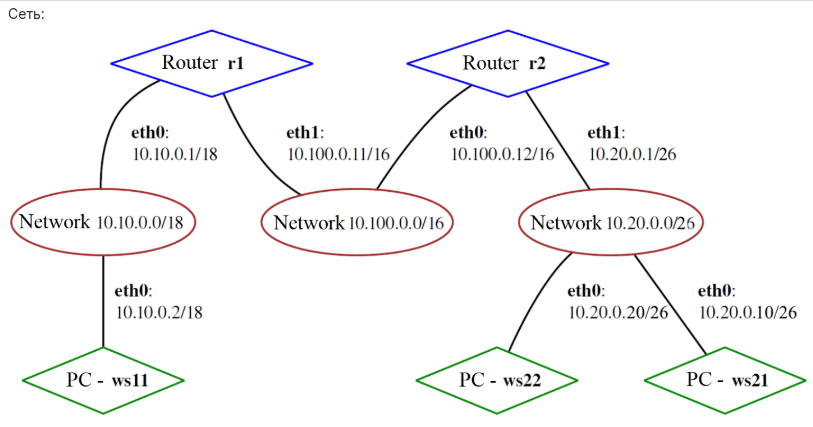 Сеть:
Router r1
Router r2
eth0:
10.10.0.1/18
eth1:
10.100.0.11/16
eth0:
10.100.0.12/16
eth1:
10.20.0.1/26
Network 10.10.0.0/18
Network 10.100.0.0/16
Network 10.20.0.0/26
eth0:
10.10.0.2/18
eth0:
10.20.0.20/26
eth0:
10.20.0.10/26
PC - ws11
PC - ws22
PC - ws21